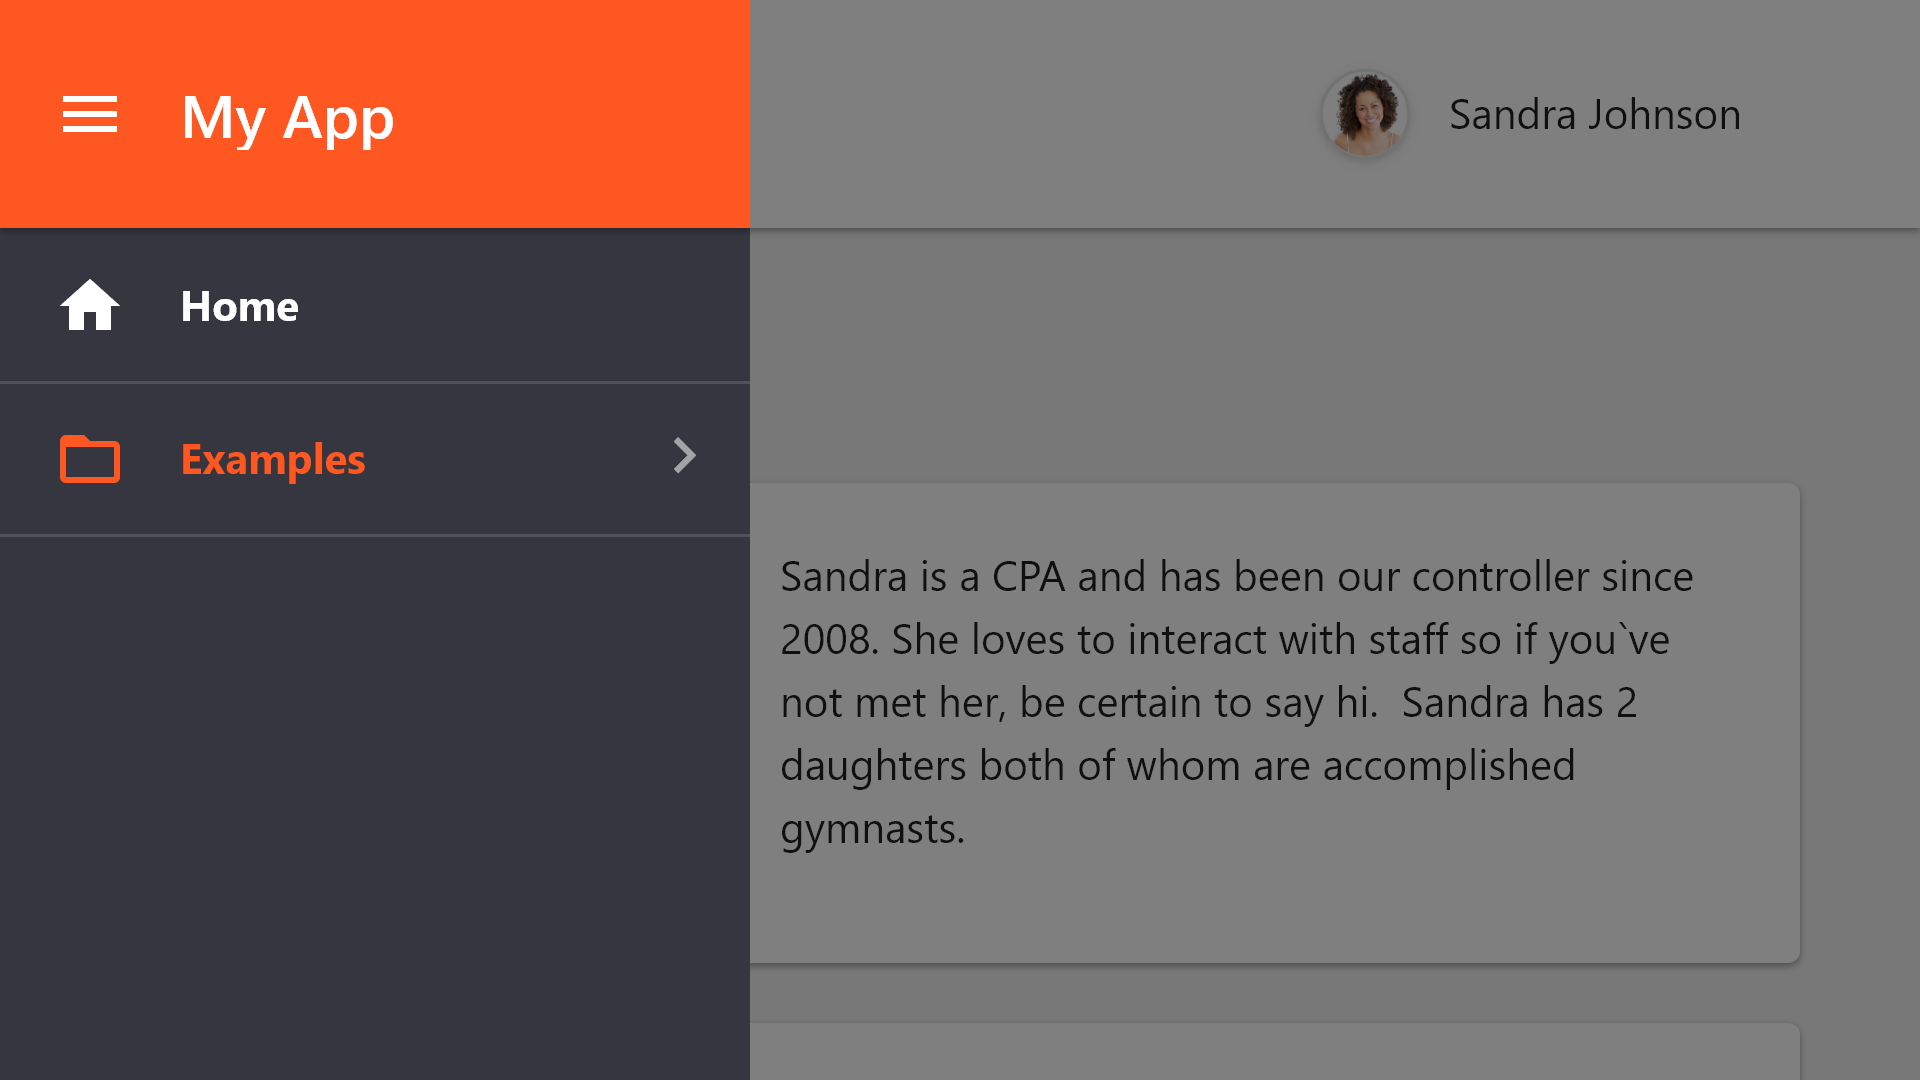 My App
Sandra Johnson
Home
Examples
Sandra is a CPA and has been our controller since
2008. She loves to interact with staff so if you`ve
not met her, be certain to say hi.  Sandra has 2
daughters both of whom are accomplished
gymnasts.